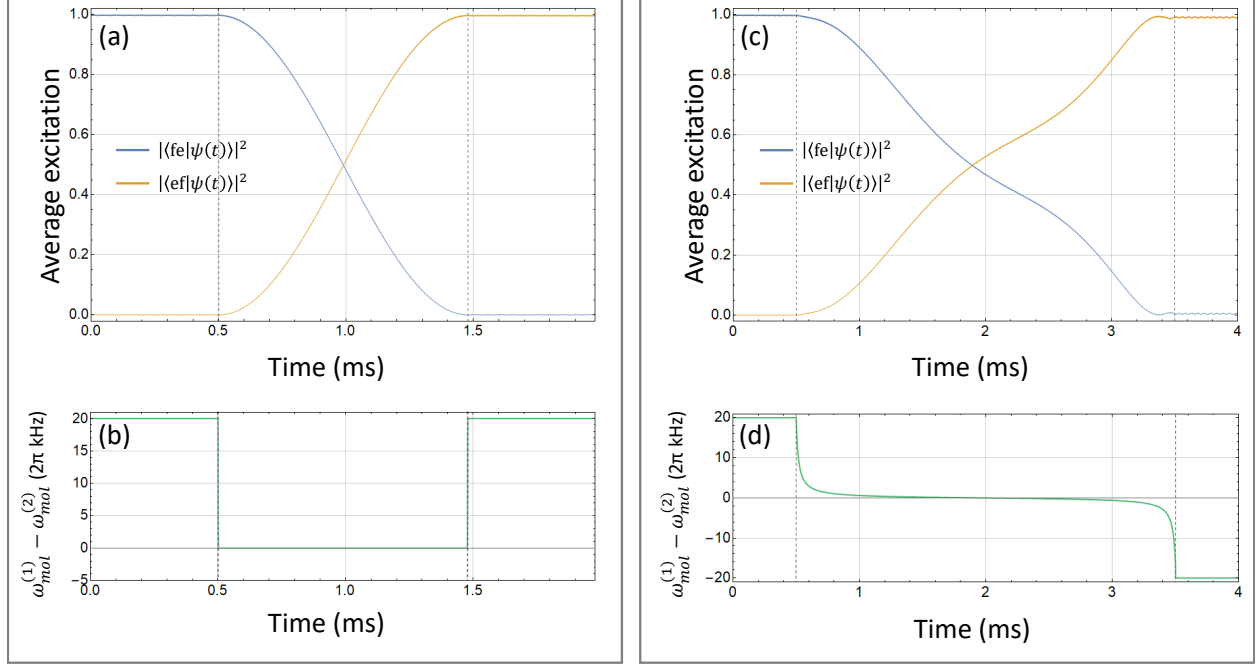 (a)
Average excitation
1.0
0.8
0.6
0.4
0.2
0.0
|⟨fe|ψ(t)⟩|²
|⟨ef|ψ(t)⟩|²
0.0 0.5 1.0 1.5
Time (ms)
(b)
ω_mol^(1) − ω_mol^(2) (2π kHz)
20
15
10
5
0
−5
0.0 0.5 1.0 1.5
Time (ms)
(c)
Average excitation
1.0
0.8
0.6
0.4
0.2
0.0
|⟨fe|ψ(t)⟩|²
|⟨ef|ψ(t)⟩|²
0 1 2 3 4
Time (ms)
(d)
ω_mol^(1) − ω_mol^(2) (2π kHz)
20
10
0
−10
−20
0 1 2 3 4
Time (ms)